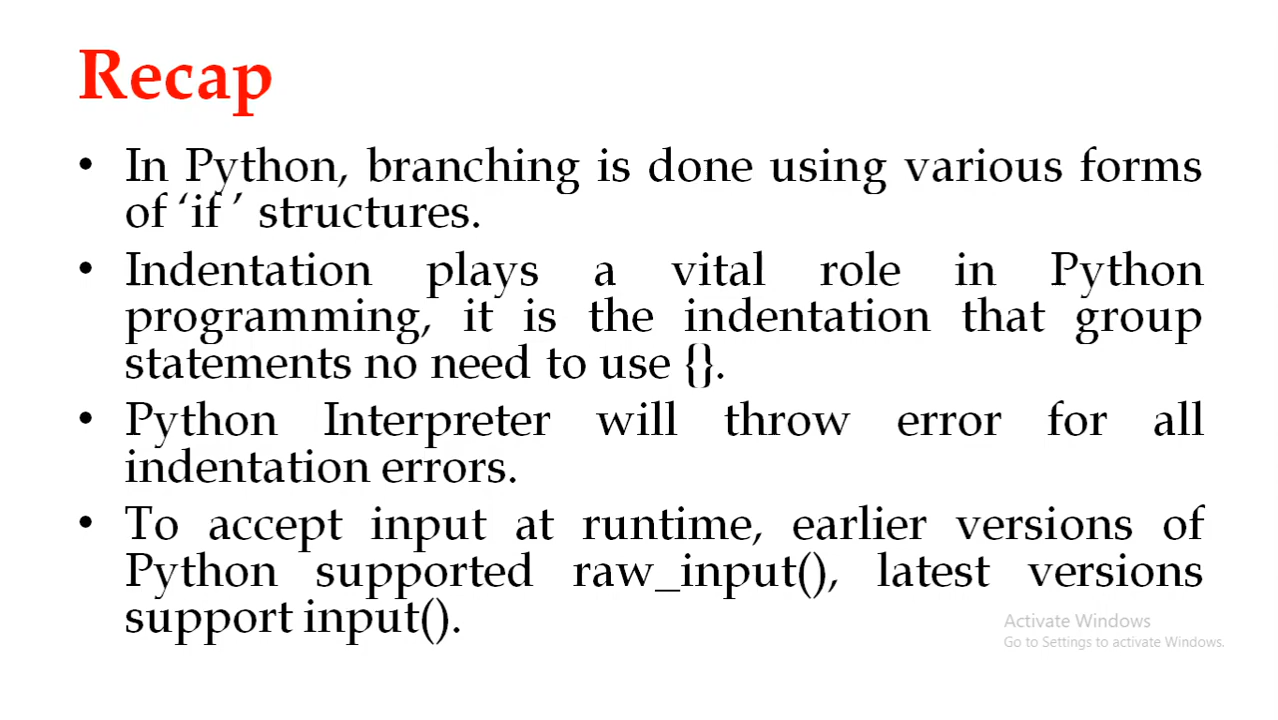 Recap
• In Python, branching is done using various forms
of ‘if ’ structures.
• Indentation plays a vital role in Python
programming, it is the indentation that group
statements no need to use {}.
• Python Interpreter will throw error for all
indentation errors.
• To accept input at runtime, earlier versions of
Python supported raw_input(), latest versions
support input().
Activate Windows
Go to Settings to activate Windows.